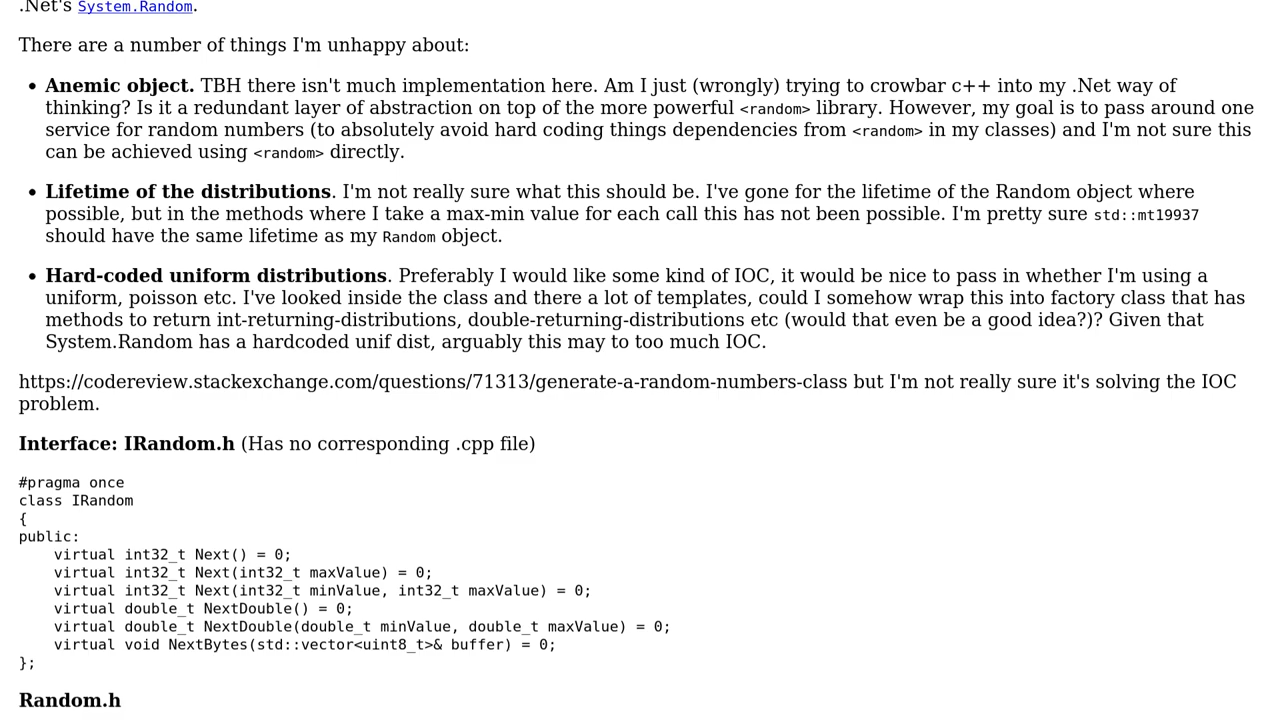 .Net's System.Random.
There are a number of things I'm unhappy about:
• Anemic object. TBH there isn't much implementation here. Am I just (wrongly) trying to crowbar c++ into my .Net way of
thinking? Is it a redundant layer of abstraction on top of the more powerful <random> library. However, my goal is to pass around one
service for random numbers (to absolutely avoid hard coding things dependencies from <random> in my classes) and I'm not sure this
can be achieved using <random> directly.
• Lifetime of the distributions. I'm not really sure what this should be. I've gone for the lifetime of the Random object where
possible, but in the methods where I take a max-min value for each call this has not been possible. I'm pretty sure std::mt19937
should have the same lifetime as my Random object.
• Hard-coded uniform distributions. Preferably I would like some kind of IOC, it would be nice to pass in whether I'm using a
uniform, poisson etc. I've looked inside the class and there a lot of templates, could I somehow wrap this into factory class that has
methods to return int-returning-distributions, double-returning-distributions etc (would that even be a good idea?)? Given that
System.Random has a hardcoded unif dist, arguably this may to too much IOC.
https://codereview.stackexchange.com/questions/71313/generate-a-random-numbers-class but I'm not really sure it's solving the IOC
problem.
Interface: IRandom.h (Has no corresponding .cpp file)
#pragma once
class IRandom
{
public:
    virtual int32_t Next() = 0;
    virtual int32_t Next(int32_t maxValue) = 0;
    virtual int32_t Next(int32_t minValue, int32_t maxValue) = 0;
    virtual double_t NextDouble() = 0;
    virtual double_t NextDouble(double_t minValue, double_t maxValue) = 0;
    virtual void NextBytes(std::vector<uint8_t>& buffer) = 0;
};
Random.h